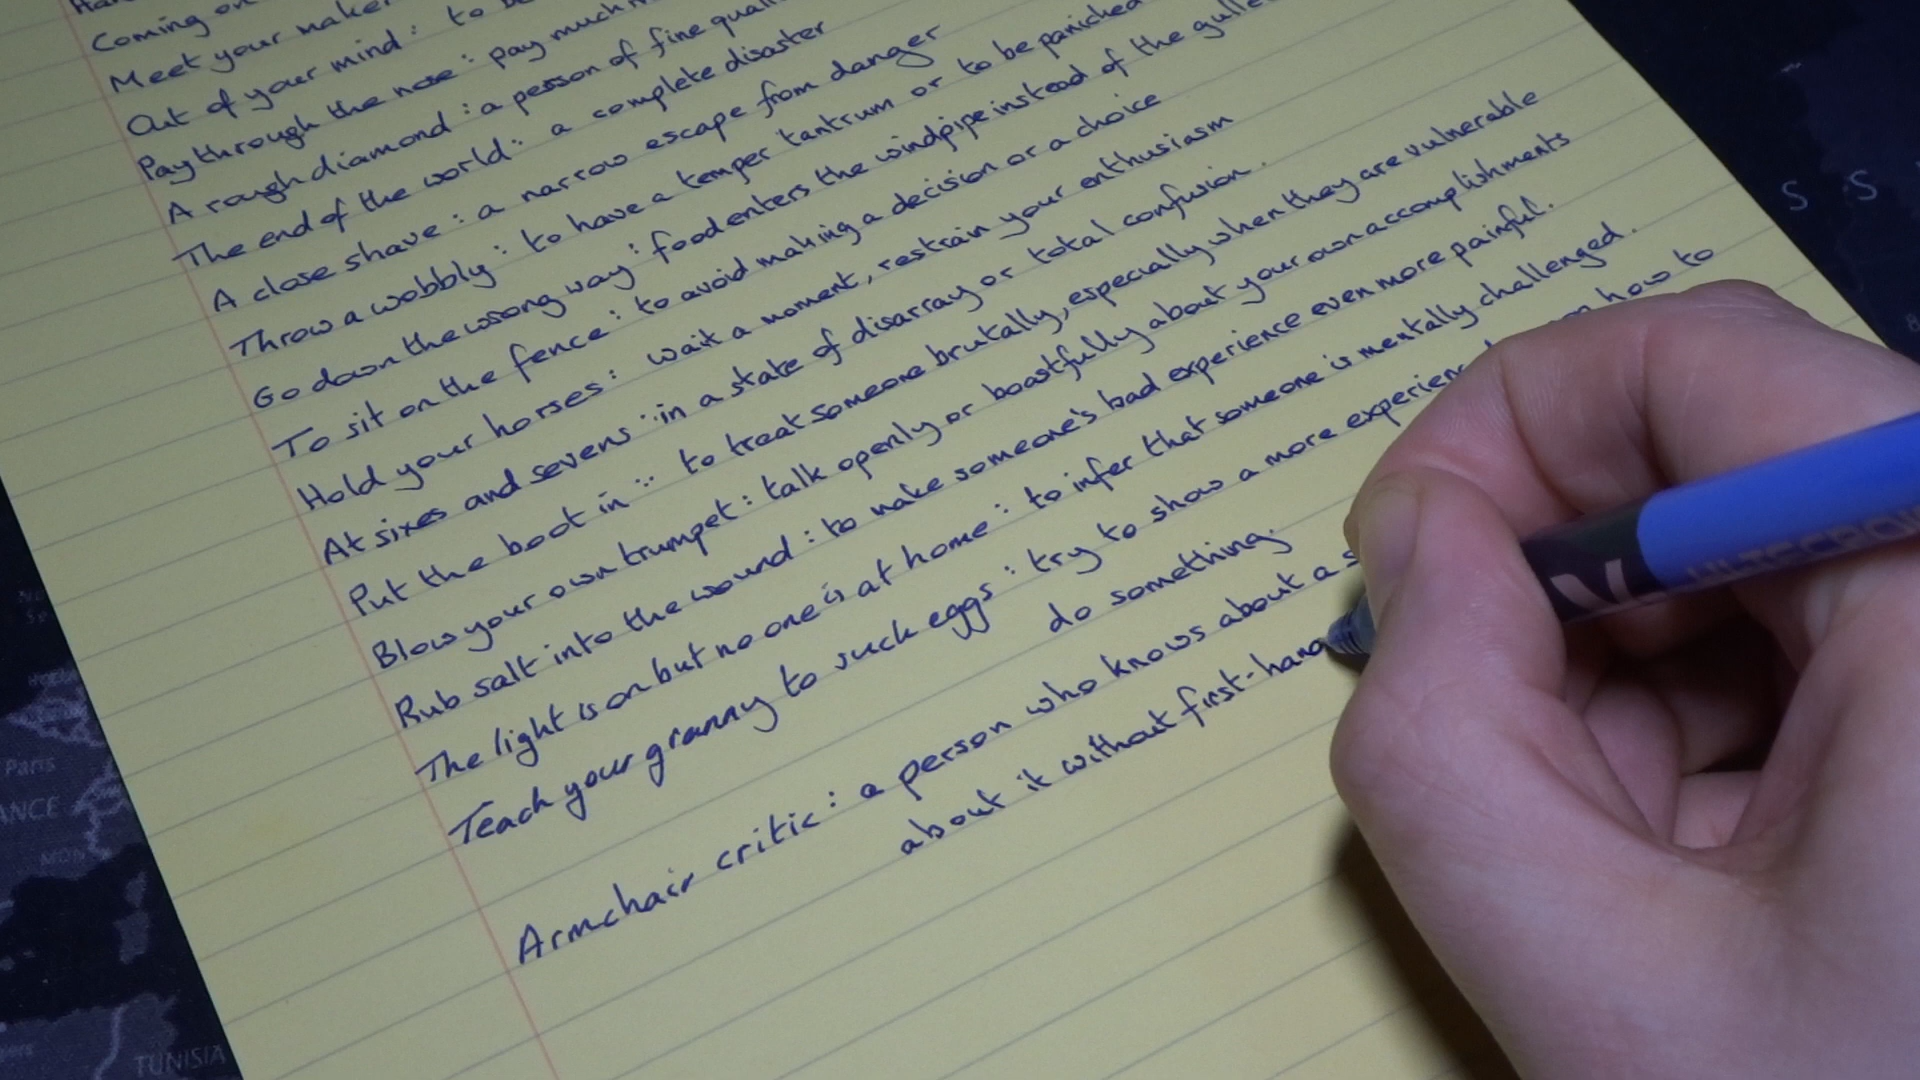 Coming on
Meet your maker
Out of your mind : to be
Pay through the nose : pay much
A rough diamond : a person of fine qual
The end of the world : a complete disaster
A close shave : a narrow escape from danger
Throw a wobbly : to have a temper tantrum or to be panicked
Go down the wrong way : food enters the windpipe instead of the gulle
To sit on the fence : to avoid making a decision or a choice
Hold your horses : wait a moment, restrain your enthusiasm
At sixes and sevens : in a state of disarray or total confusion.
Put the boot in : to treat someone brutally, especially when they are vulnerable
Blow your own trumpet : talk openly or boastfully about your own accomplishments
Rub salt into the wound : to make someone's bad experience even more painful.
The light is on but no one is at home : to infer that someone is mentally challenged.
Teach your granny to suck eggs : try to show a more experien how to
do something.
Armchair critic : a person who knows about a s
about it without first-hand
S S
Paris
ANCE
TUNISIA